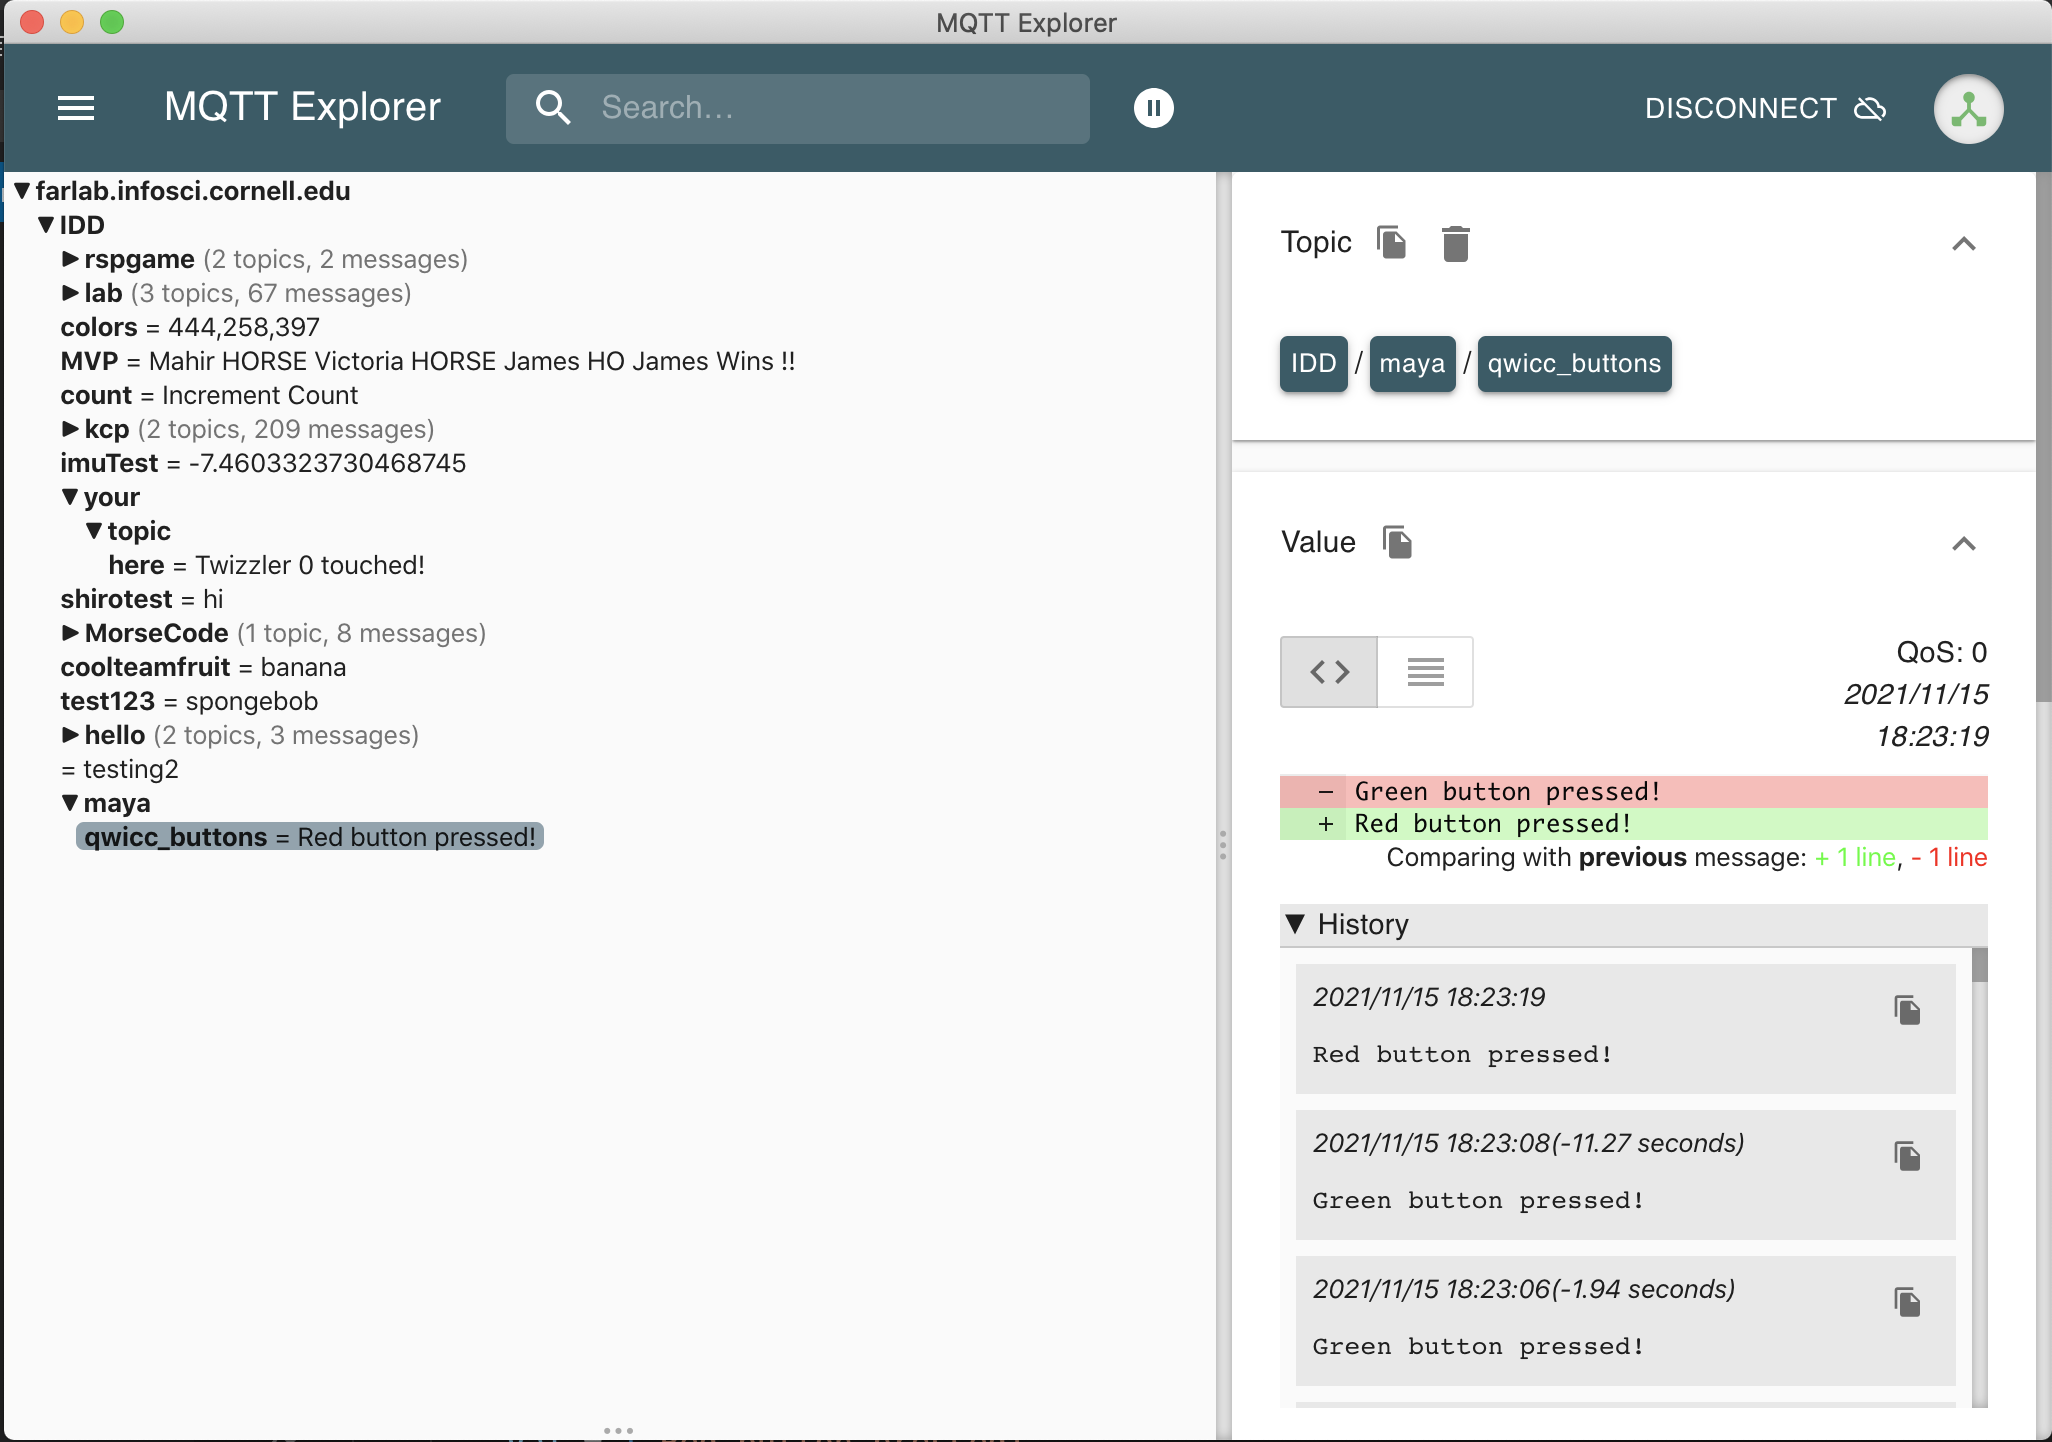 MQTT Explorer
MQTT Explorer
Search...
DISCONNECT
farlab.infosci.cornell.edu
IDD
rspgame (2 topics, 2 messages)
lab (3 topics, 67 messages)
colors = 444,258,397
MVP = Mahir HORSE Victoria HORSE James HO James Wins !!
count = Increment Count
kcp (2 topics, 209 messages)
imuTest = -7.4603323730468745
your
topic
here = Twizzler 0 touched!
shirotest = hi
MorseCode (1 topic, 8 messages)
coolteamfruit = banana
test123 = spongebob
hello (2 topics, 3 messages)
= testing2
maya
qwicc_buttons = Red button pressed!
Topic
IDD / maya / qwicc_buttons
Value
QoS: 0
2021/11/15
18:23:19
- Green button pressed!
+ Red button pressed!
Comparing with previous message: + 1 line, - 1 line
History
2021/11/15 18:23:19
Red button pressed!
2021/11/15 18:23:08(-11.27 seconds)
Green button pressed!
2021/11/15 18:23:06(-1.94 seconds)
Green button pressed!